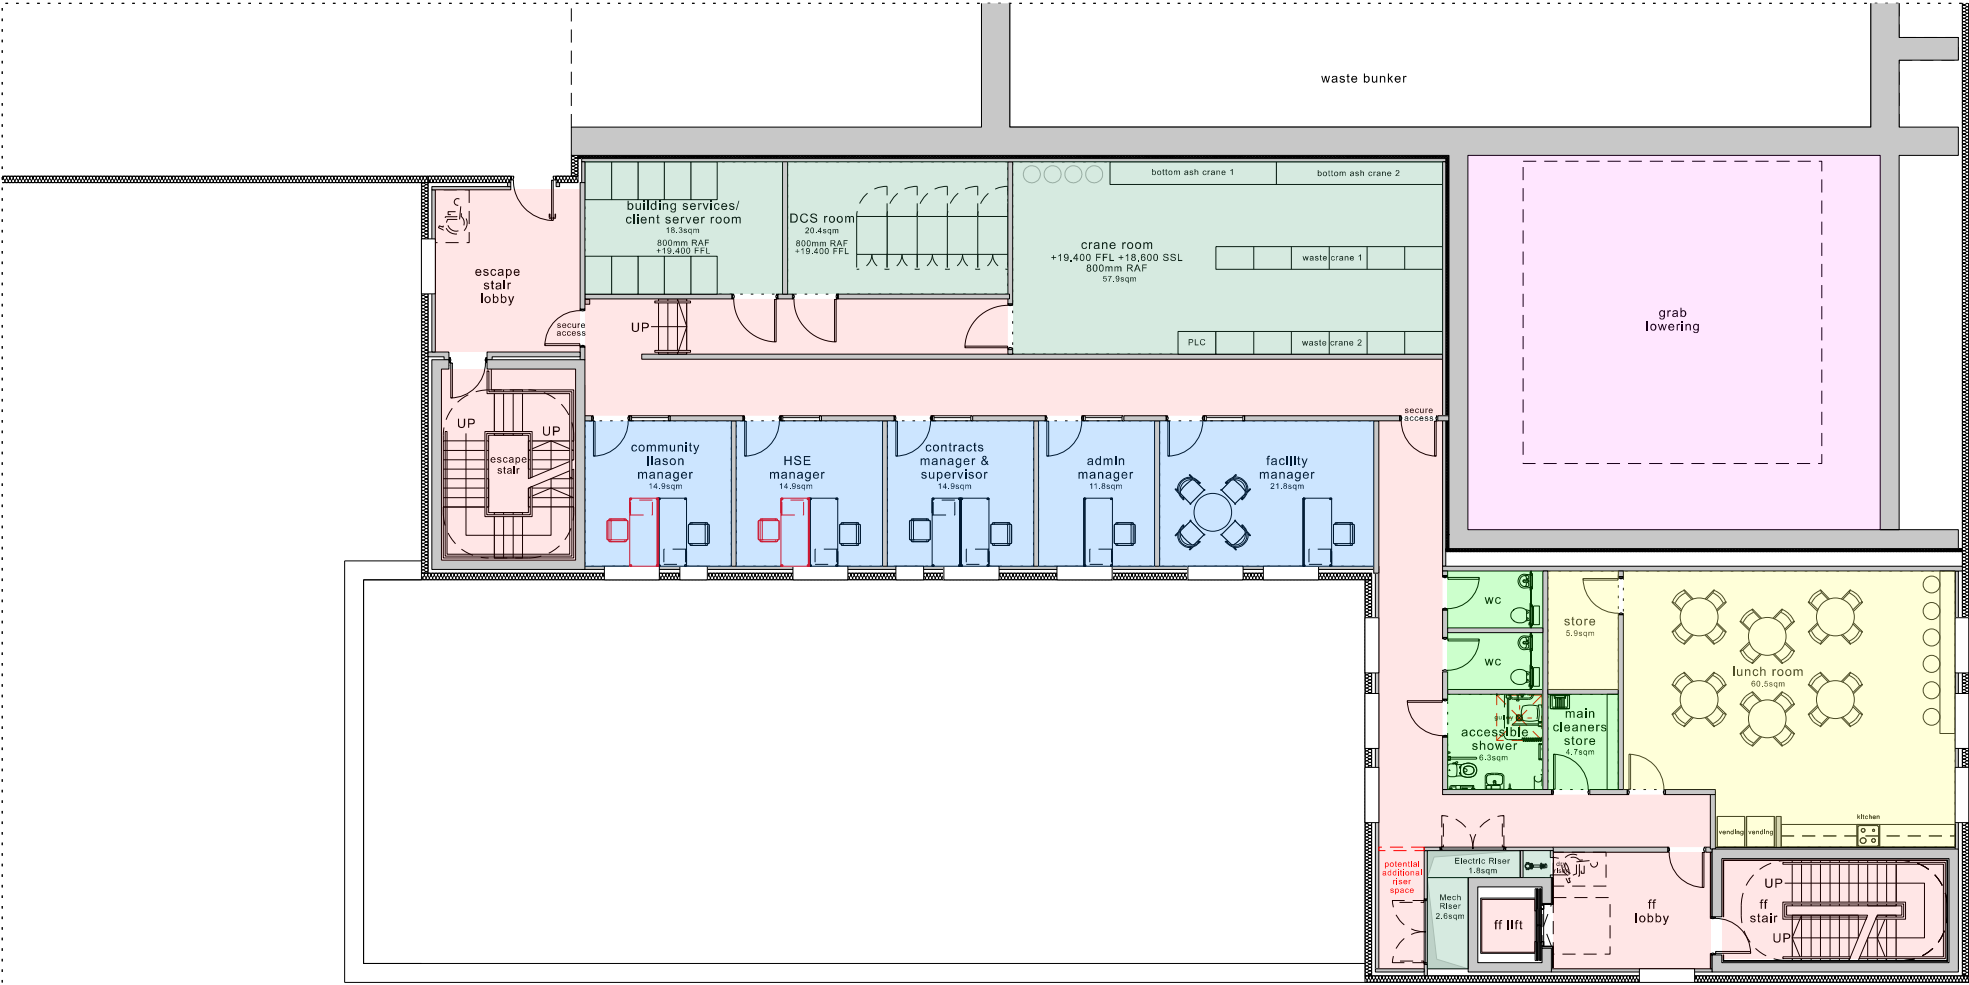 waste bunker
bottom ash crane 1
bottom ash crane 2
building services/
client server room
18.3sqm
800mm RAF
+19,400 FFL
DCS room
20.4sqm
800mm RAF
+19.400 FFL
crane room
+19,400 FFL +18,600 SSL
800mm RAF
57.9sqm
waste crane 1
PLC
waste crane 2
grab
lowering
escape
stair
lobby
secure
access
UP
UP
UP
escape
stair
secure
access
community
liason
manager
14.9sqm
HSE
manager
14.9sqm
contracts
manager &
supervisor
14.9sqm
admin
manager
11.8sqm
facility
manager
21.8sqm
WC
WC
store
5.9sqm
lunch room
60.5sqm
accessible
shower
6.3sqm
main
cleaners
store
4.7sqm
kitchen
vending
vending
potential
additional
riser
space
Electric Riser
1.8sqm
Mech
Riser
2.6sqm
ff lift
ff
lobby
UP
ff
stair
UP